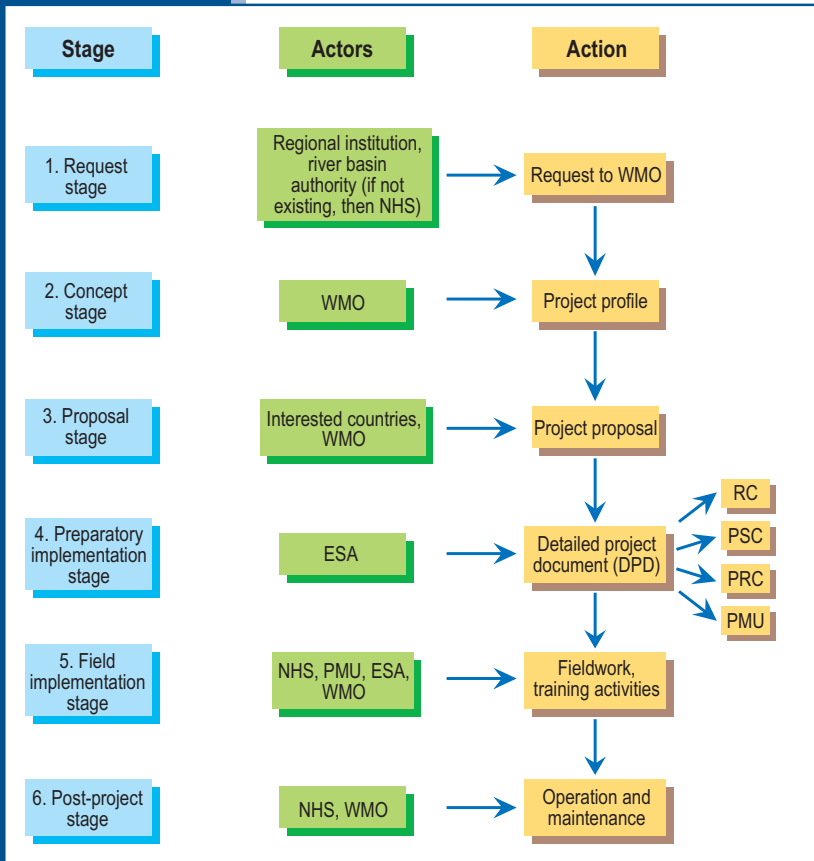 Stage
Actors
Action
1. Request
stage
Regional institution,
river basin
authority (if not
existing, then NHS)
Request to WMO
2. Concept
stage
WMO
Project profile
3. Proposal
stage
Interested countries,
WMO
Project proposal
4. Preparatory
implementation
stage
ESA
Detailed project
document (DPD)
RC
PSC
PRC
PMU
5. Field
implementation
stage
NHS, PMU, ESA,
WMO
Fieldwork,
training activities
6. Post-project
stage
NHS, WMO
Operation and
maintenance